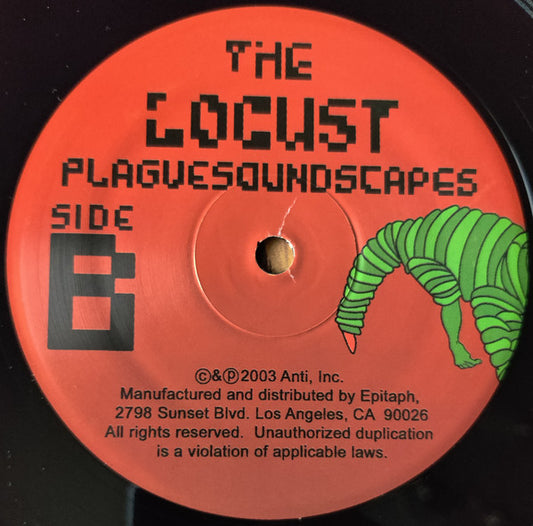 THE
LOCUST
PLAGUESOUNDSCAPES
SIDE
B
©&℗2003 Anti, Inc.
Manufactured and distributed by Epitaph,
2798 Sunset Blvd. Los Angeles, CA 90026
All rights reserved. Unauthorized duplication
is a violation of applicable laws.